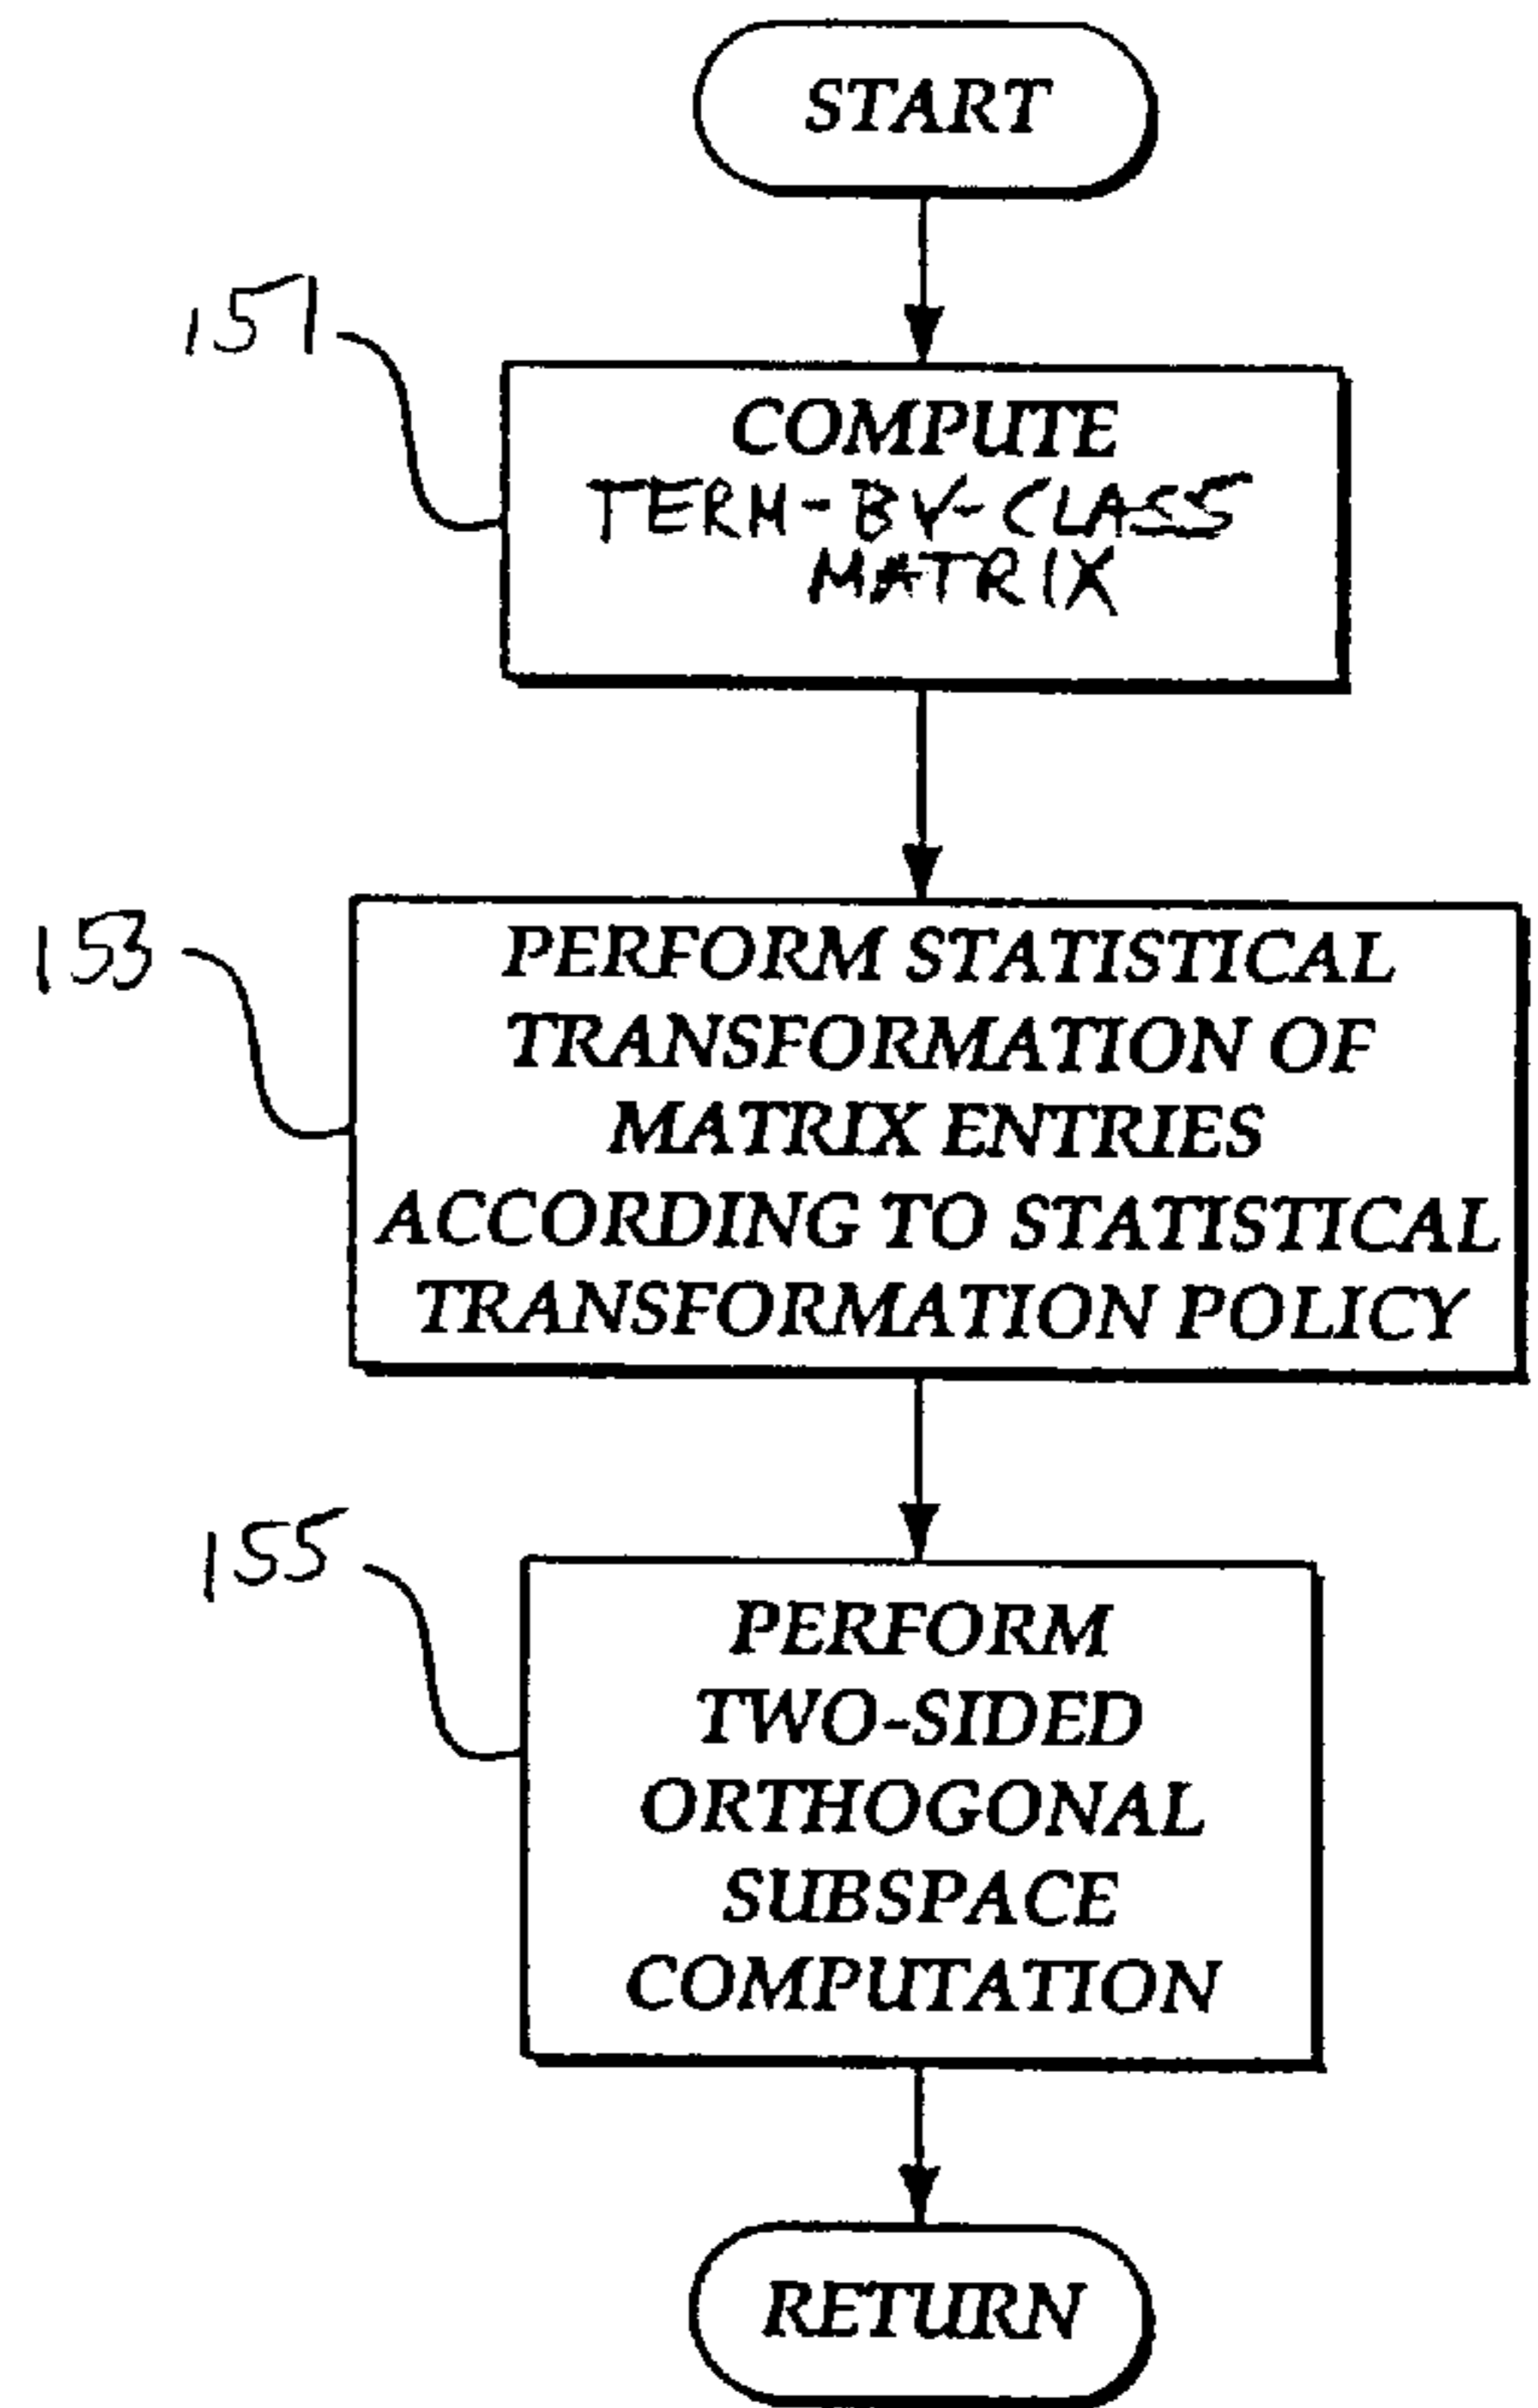 START
151
COMPUTE
TERM-BY-CLASS
MATRIX
153
PERFORM STATISTICAL
TRANSFORMATION OF
MATRIX ENTRIES
ACCORDING TO STATISTICAL
TRANSFORMATION POLICY
155
PERFORM
TWO-SIDED
ORTHOGONAL
SUBSPACE
COMPUTATION
RETURN